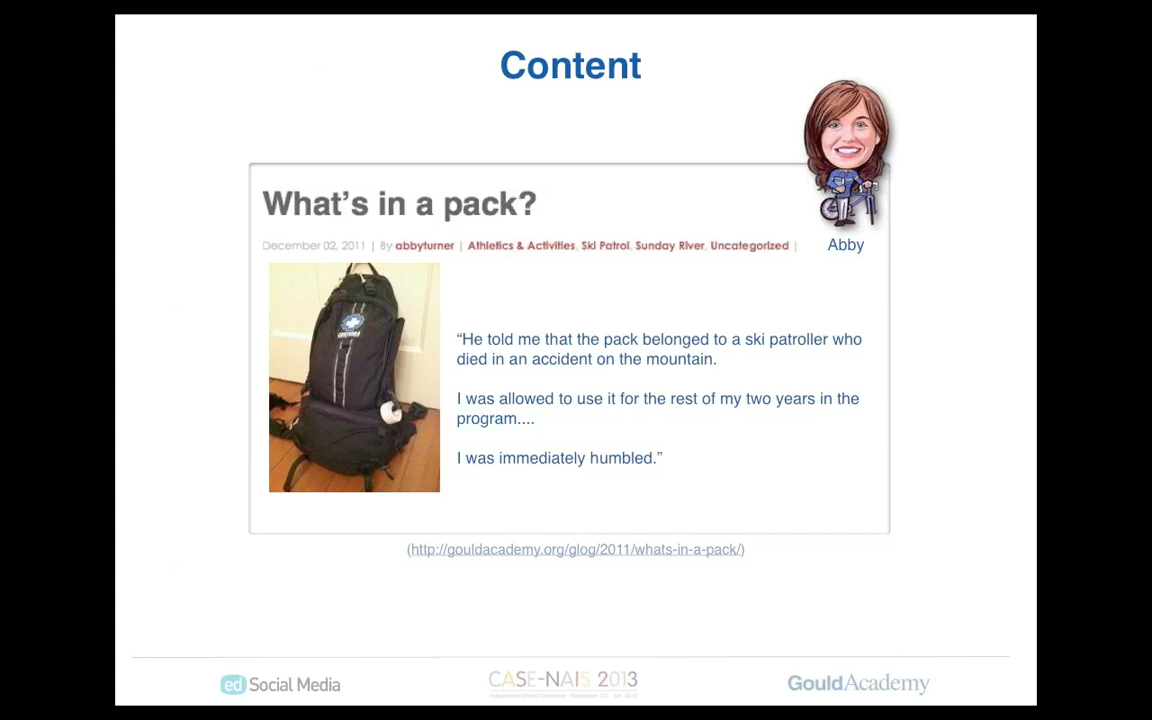 Content
What's in a pack?
December 02, 2011 | By abbyturner | Athletics & Activities, Ski Patrol, Sunday River, Uncategorized |
Abby
“He told me that the pack belonged to a ski patroller who
died in an accident on the mountain.
I was allowed to use it for the rest of my two years in the
program....
I was immediately humbled.”
(http://gouldacademy.org/glog/2011/whats-in-a-pack/)
ed Social Media
CASE-NAIS 2013
GouldAcademy